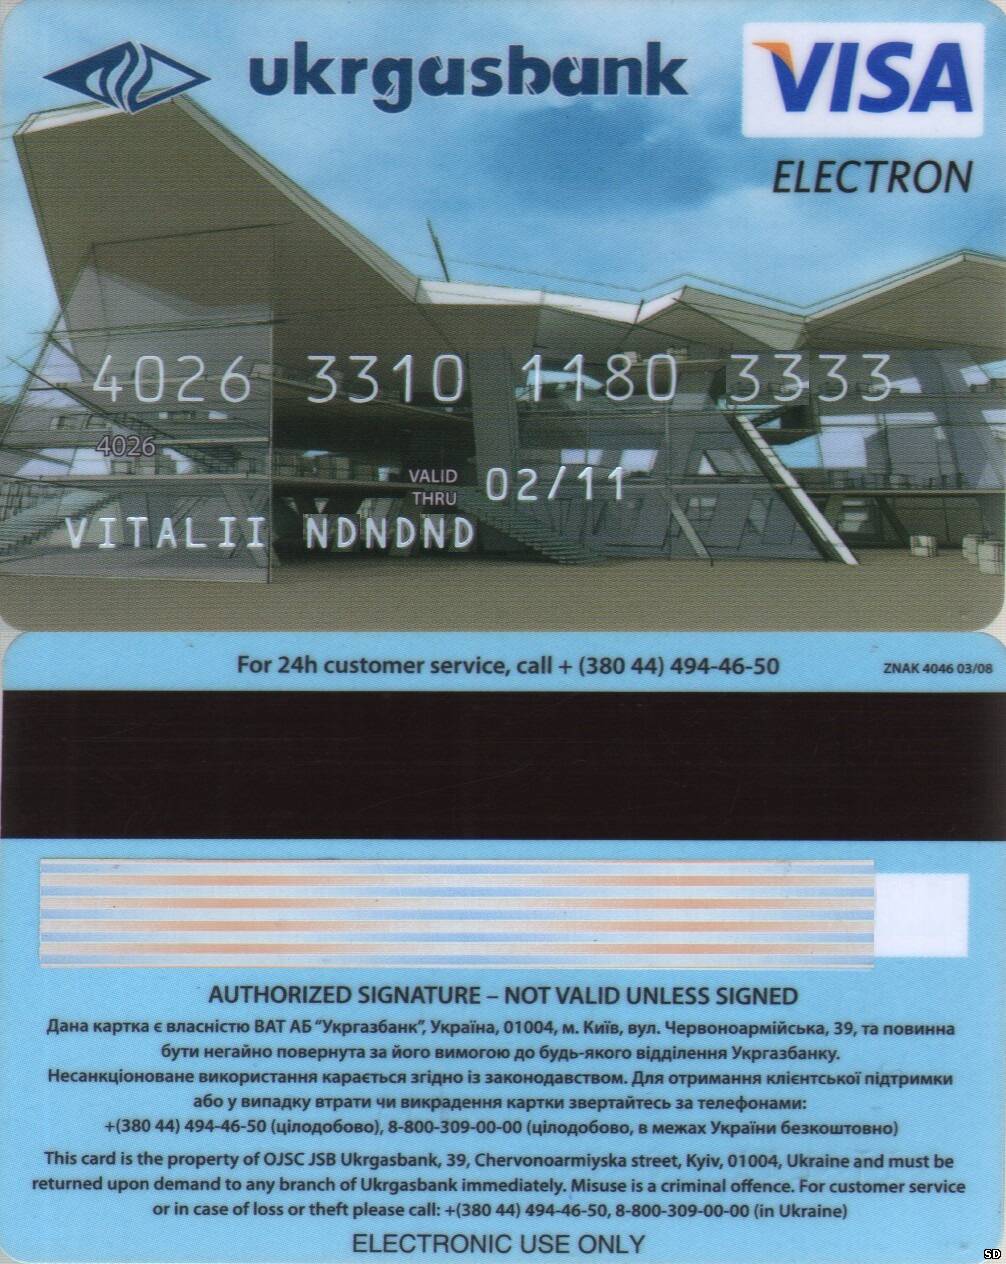 ukrgasbank
VISA
ELECTRON
4026 3310 1180 3333
4026
VALID
THRU
02/11
VITALII NDNDND
For 24h customer service, call + (380 44) 494-46-50
ZNAK 4046 03/08
AUTHORIZED SIGNATURE – NOT VALID UNLESS SIGNED
Дана картка є власністю ВАТ АБ “Укргазбанк”, Україна, 01004, м. Київ, вул. Червоноармійська, 39, та повинна
бути негайно повернута за його вимогою до будь-якого відділення Укргазбанку.
Несанкціоноване використання карається згідно із законодавством. Для отримання клієнтської підтримки
або у випадку втрати чи викрадення картки звертайтесь за телефонами:
+(380 44) 494-46-50 (цілодобово), 8-800-309-00-00 (цілодобово, в межах України безкоштовно)
This card is the property of OJSC JSB Ukrgasbank, 39, Chervonoarmiyska street, Kyiv, 01004, Ukraine and must be
returned upon demand to any branch of Ukrgasbank immediately. Misuse is a criminal offence. For customer service
or in case of loss or theft please call: +(380 44) 494-46-50, 8-800-309-00-00 (in Ukraine)
ELECTRONIC USE ONLY
SD